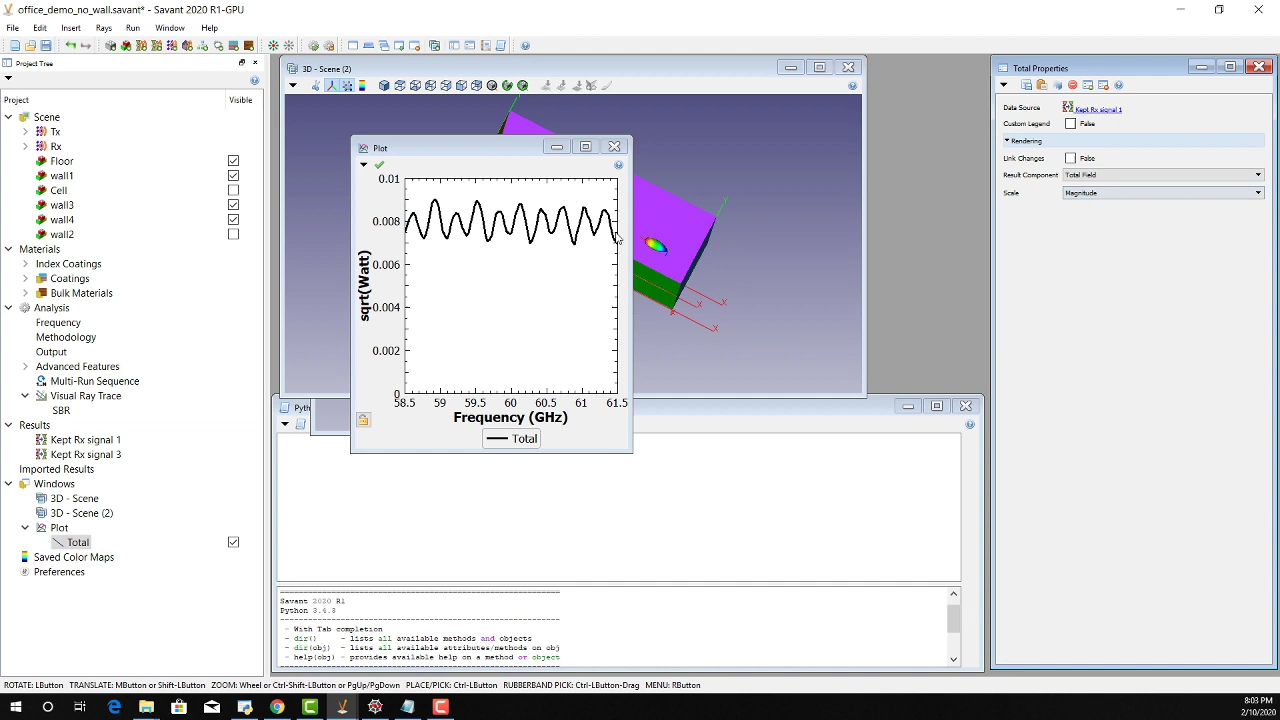 office_demo_no_wall.savant* - Savant 2020 R1-GPU
File Edit Insert Rays Run Window Help
Project Tree
Project Visible
Scene
Tx
Rx
Floor
wall1
Cell
wall3
wall4
wall2
Materials
Index Coatings
Coatings
Bulk Materials
Analysis
Frequency
Methodology
Output
Advanced Features
Multi-Run Sequence
Visual Ray Trace
SBR
Results
Kept Rx signal 1
Kept Rx signal 3
Imported Results
Windows
3D - Scene
3D - Scene (2)
Plot
Total
Saved Color Maps
Preferences
3D - Scene (2)
Y
X
X
X
X
Plot
0.01
0.008
0.006
0.004
0.002
0
sqrt(Watt)
58.5 59 59.5 60 60.5 61 61.5
Frequency (GHz)
Total
Pyth
Savant 2020 R1
Python 3.4.3
- With Tab completion
- dir() - lists all available methods and objects
- dir(obj) - lists all available attributes/methods on obj
- help(obj) - provides available help on a method or object
Total Properties
Data Source Kept Rx signal 1
Custom Legend False
Rendering
Link Changes False
Result Component Total Field
Scale Magnitude
ROTATE: LButton TRANSLATE: MButton or Shift-LButton ZOOM: Wheel or Ctrl-Shift-LButton or PgUp/PgDown PLACE/PICK: Ctrl-LButton RUBBERBAND PICK: Ctrl-LButton-Drag MENU: RButton
8:03 PM
2/10/2020